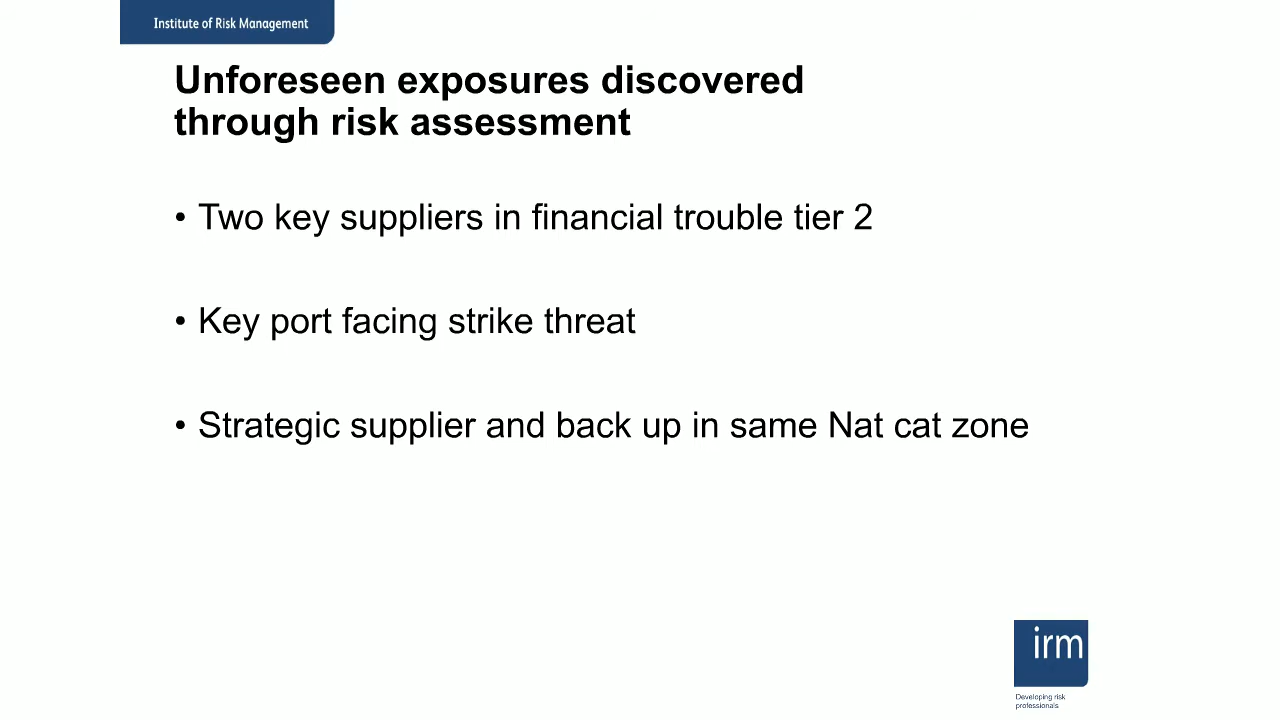 Institute of Risk Management
Unforeseen exposures discovered
through risk assessment
• Two key suppliers in financial trouble tier 2
• Key port facing strike threat
• Strategic supplier and back up in same Nat cat zone
irm
Developing risk
professionals